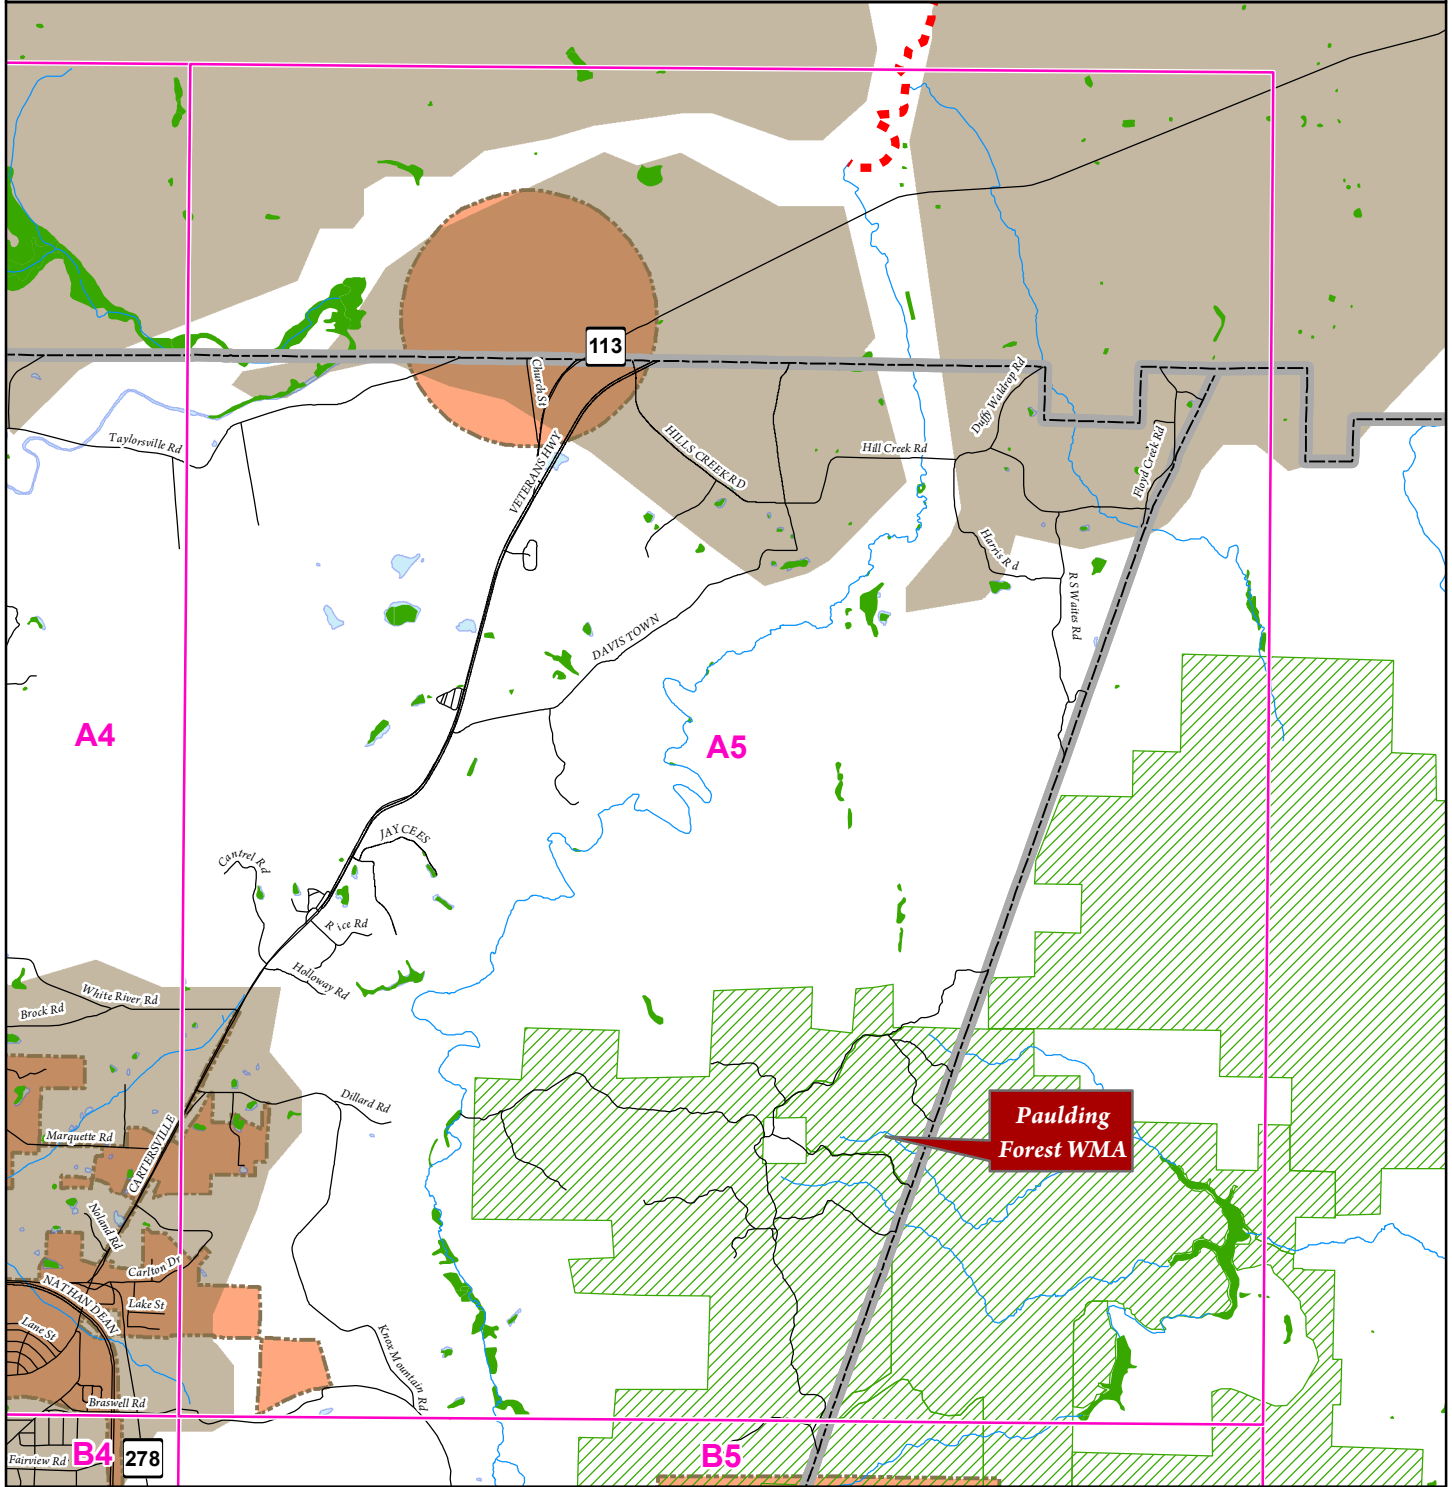 113
Church St
Duffy Waldrop Rd
Taylorsville Rd
VETERANS HWY
HILLS CREEK RD
Hill Creek Rd
Floyd Creek Rd
Harris Rd
R S Waites Rd
DAVIS TOWN
A4
A5
JAYCEES
Cantrel Rd
Rice Rd
Holloway Rd
White River Rd
Brock Rd
Dillard Rd
Paulding
Forest WMA
Marquette Rd
CARTERSVILLE
Noland Rd
Carlton Dr
NATHAN DEAN
Lake St
Lane St
Knox Mountain Rd
Braswell Rd
B4
278
B5
Fairview Rd